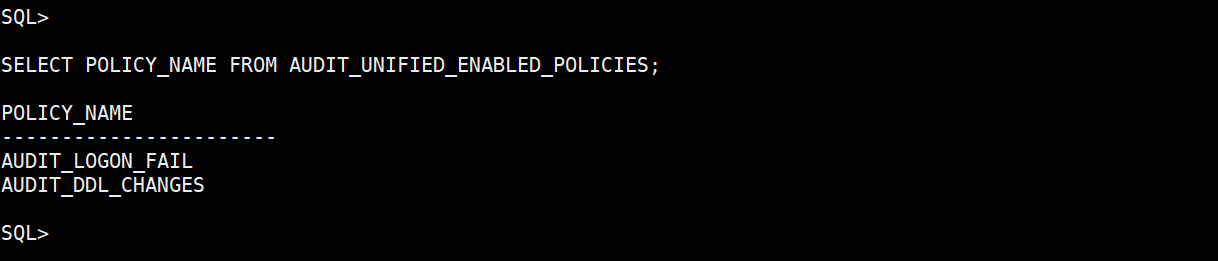 SQL>
SELECT POLICY_NAME FROM AUDIT_UNIFIED_ENABLED_POLICIES;
POLICY_NAME
-----------------------
AUDIT_LOGON_FAIL
AUDIT_DDL_CHANGES
SQL>